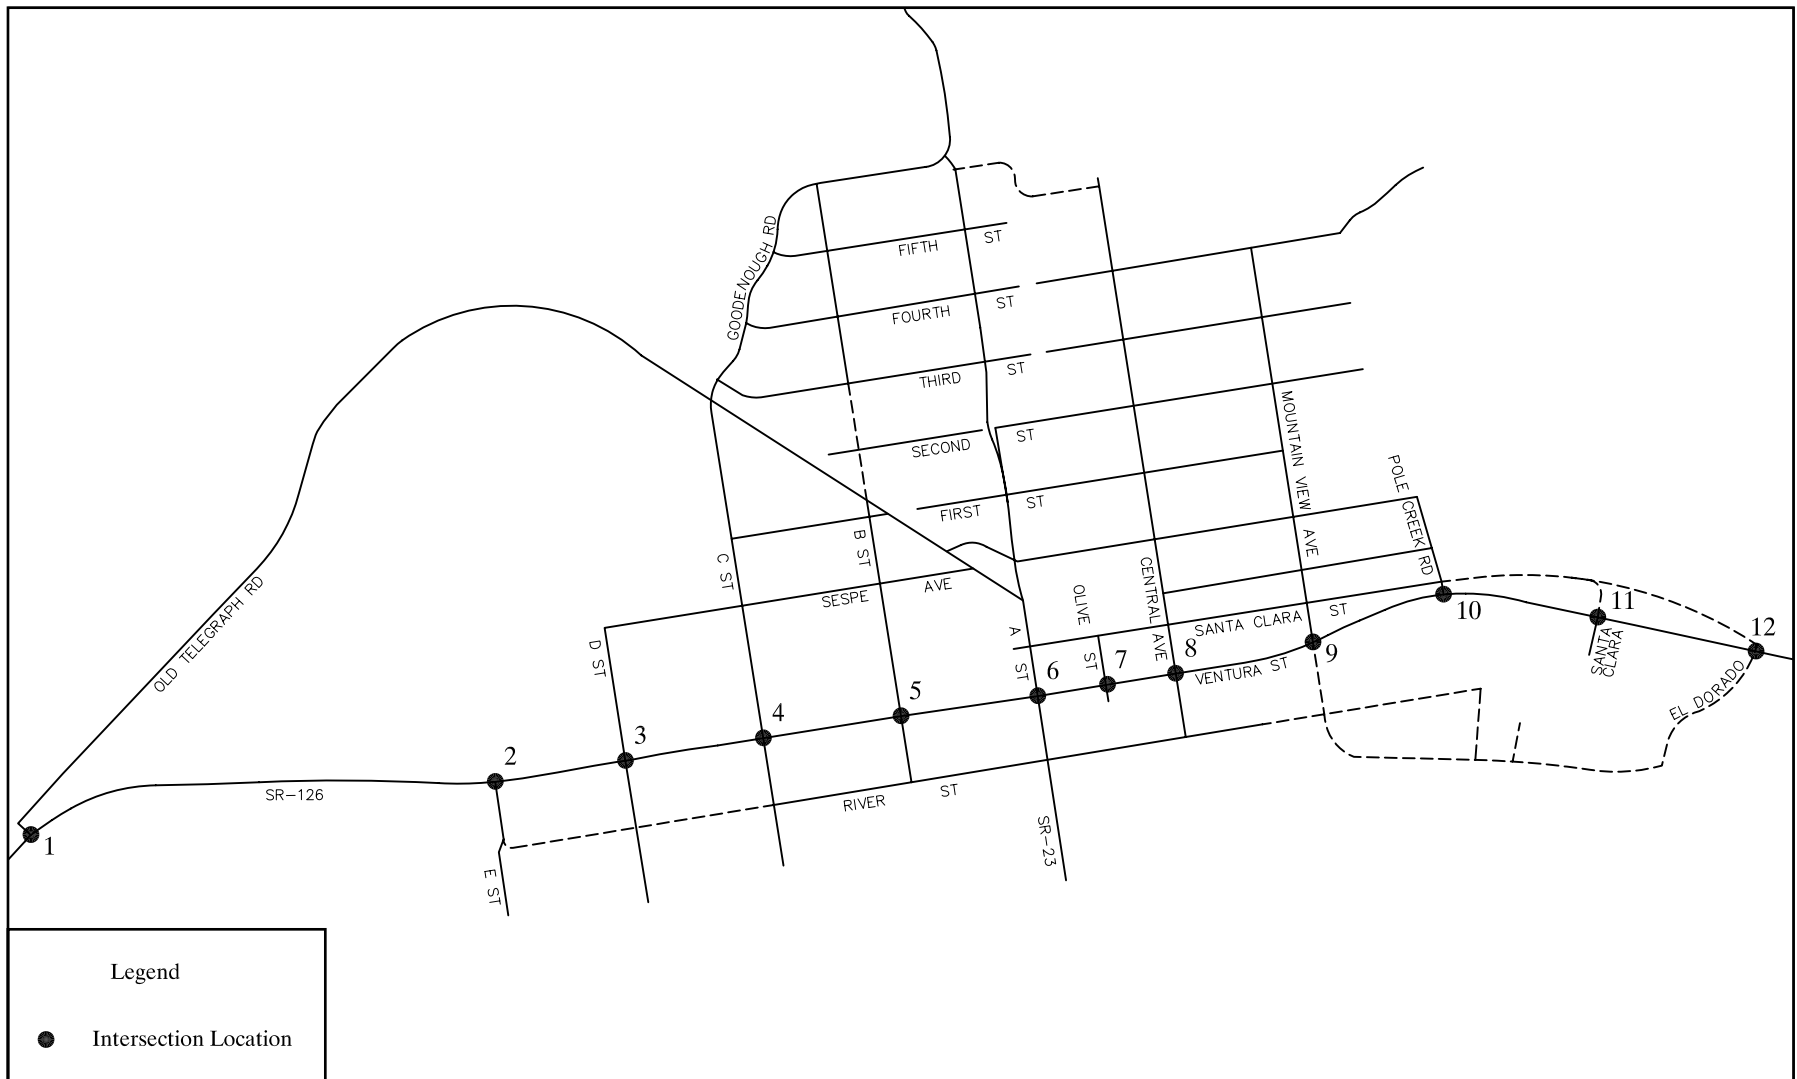 GOODENOUGH RD
FIFTH ST
FOURTH ST
THIRD ST
SECOND ST
FIRST ST
MOUNTAIN VIEW AVE
POLE CREEK RD
B ST
C ST
CENTRAL AVE
OLIVE ST
SESPE AVE
OLD TELEGRAPH RD
D ST
A ST
SANTA CLARA ST
VENTURA ST
SANTA
CLARA
EL DORADO
SR-126
RIVER ST
SR-23
E ST
1
2
3
4
5
6
7
8
9
10
11
12
Legend
Intersection Location